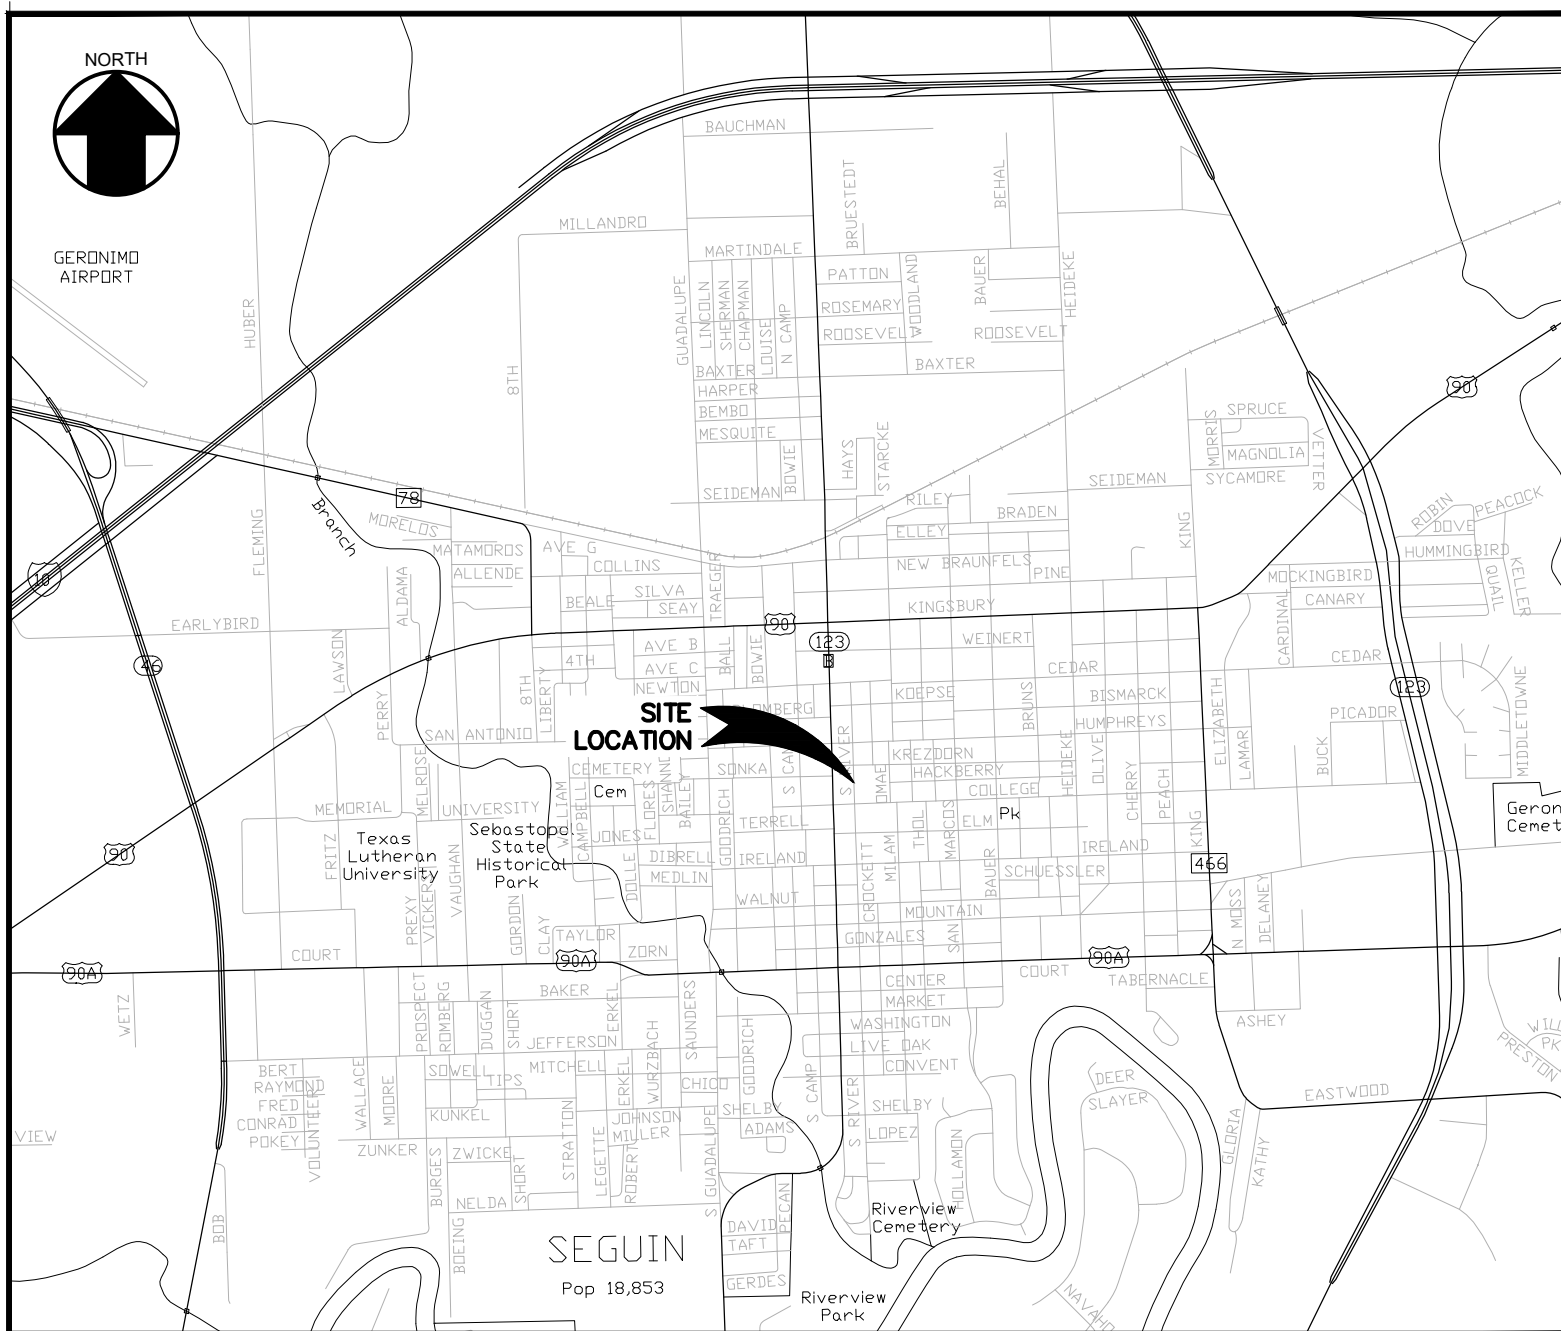 NORTH
BAUCHMAN
BRUESTEDT
BEHAL
MILLANDRO
GERONIMO
AIRPORT
MARTINDALE
PATTON
WOODLAND
BAUER
HEIDEKE
HUBER
GUADALUPE
LINCOLN
SHERMAN
CHAPMAN
LOUISE
N CAMP
ROSEMARY
ROOSEVELT
ROOSEVELT
8TH
BAXTER
BAXTER
HARPER
BEMBO
MESQUITE
90
SPRUCE
MORRIS
MAGNOLIA
VETTER
SYCAMORE
HAYS
STARCKE
BOWIE
SEIDEMAN
SEIDEMAN
78
Branch
MORELOS
RILEY
BRADEN
ROBIN
PEACOCK
DOVE
FLEMING
MATAMOROS
AVE G
ELLEY
KING
HUMMINGBIRD
ALLENDE
COLLINS
TRAEGER
NEW BRAUNFELS
PINE
MOCKINGBIRD
QUAIL
KELLER
10
ALDAMA
BEALE
SILVA
SEAY
KINGSBURY
CARDINAL
CANARY
EARLYBIRD
90
123
B
WEINERT
46
LAWSON
4TH
AVE B
AVE C
NEWTON
BALL
BOWIE
CEDAR
CEDAR
123
PERRY
8TH
LIBERTY
KOEPSE
BRUNS
BISMARCK
ELIZABETH
MIDDLETOWNE
SITE
LOCATION
HUMPHREYS
PICADOR
SAN ANTONIO
KREZDORN
HEIDEKE
OLIVE
LAMAR
BUCK
CEMETERY
SONKA
S RIVER
HACKBERRY
COLLEGE
CHERRY
PEACH
MELROSE
Cem
FLORES
BAILEY
GOODRICH
MEMORIAL
UNIVERSITY
WILLIAM
CAMPBELL
Pk
Geron
Cemet
Texas
Lutheran
University
Sebastopol
State
Historical
Park
FRITZ
JONES
TERRELL
THOL
MARCOS
ELM
KING
90
DIBRELL
IRELAND
IRELAND
MEDLIN
DOLLE
CROCKETT
MILAM
BAUER
SCHUESSLER
466
VAUGHAN
PREXY
VICKERS
WALNUT
MOUNTAIN
N MOSS
DELANEY
GORDON
CLAY
TAYLOR
ZORN
GONZALES
SAN
COURT
90A
90A
90A
COURT
TABERNACLE
WETZ
PROSPECT
ROMBERG
DUGGAN
SHORT
BAKER
ERKEL
SAUNDERS
CENTER
MARKET
WASHINGTON
ASHEY
JEFFERSON
WURZBACH
GOODRICH
LIVE OAK
CONVENT
WIL
PK
PRESTON
BERT
RAYMOND
FRED
CONRAD
POKEY
VOLUNTEER
WALLACE
MOORE
SOWELL
TIPS
MITCHELL
ERKEL
CHICO
S CAMP
S RIVER
DEER
SLAYER
EASTWOOD
KUNKEL
STRATTON
JOHNSON
MILLER
SHELBY
ADAMS
SHELBY
LOPEZ
VIEW
ZUNKER
ZWICKE
SHORT
BURGES
LEGETTE
ROBERT
S GUADALUPE
HOLLAMON
GLORIA
KATHY
NELDA
PECAN
BOB
BOEING
DAVID
TAFT
GERDES
Riverview
Cemetery
SEGUIN
Pop 18,853
Riverview
Park